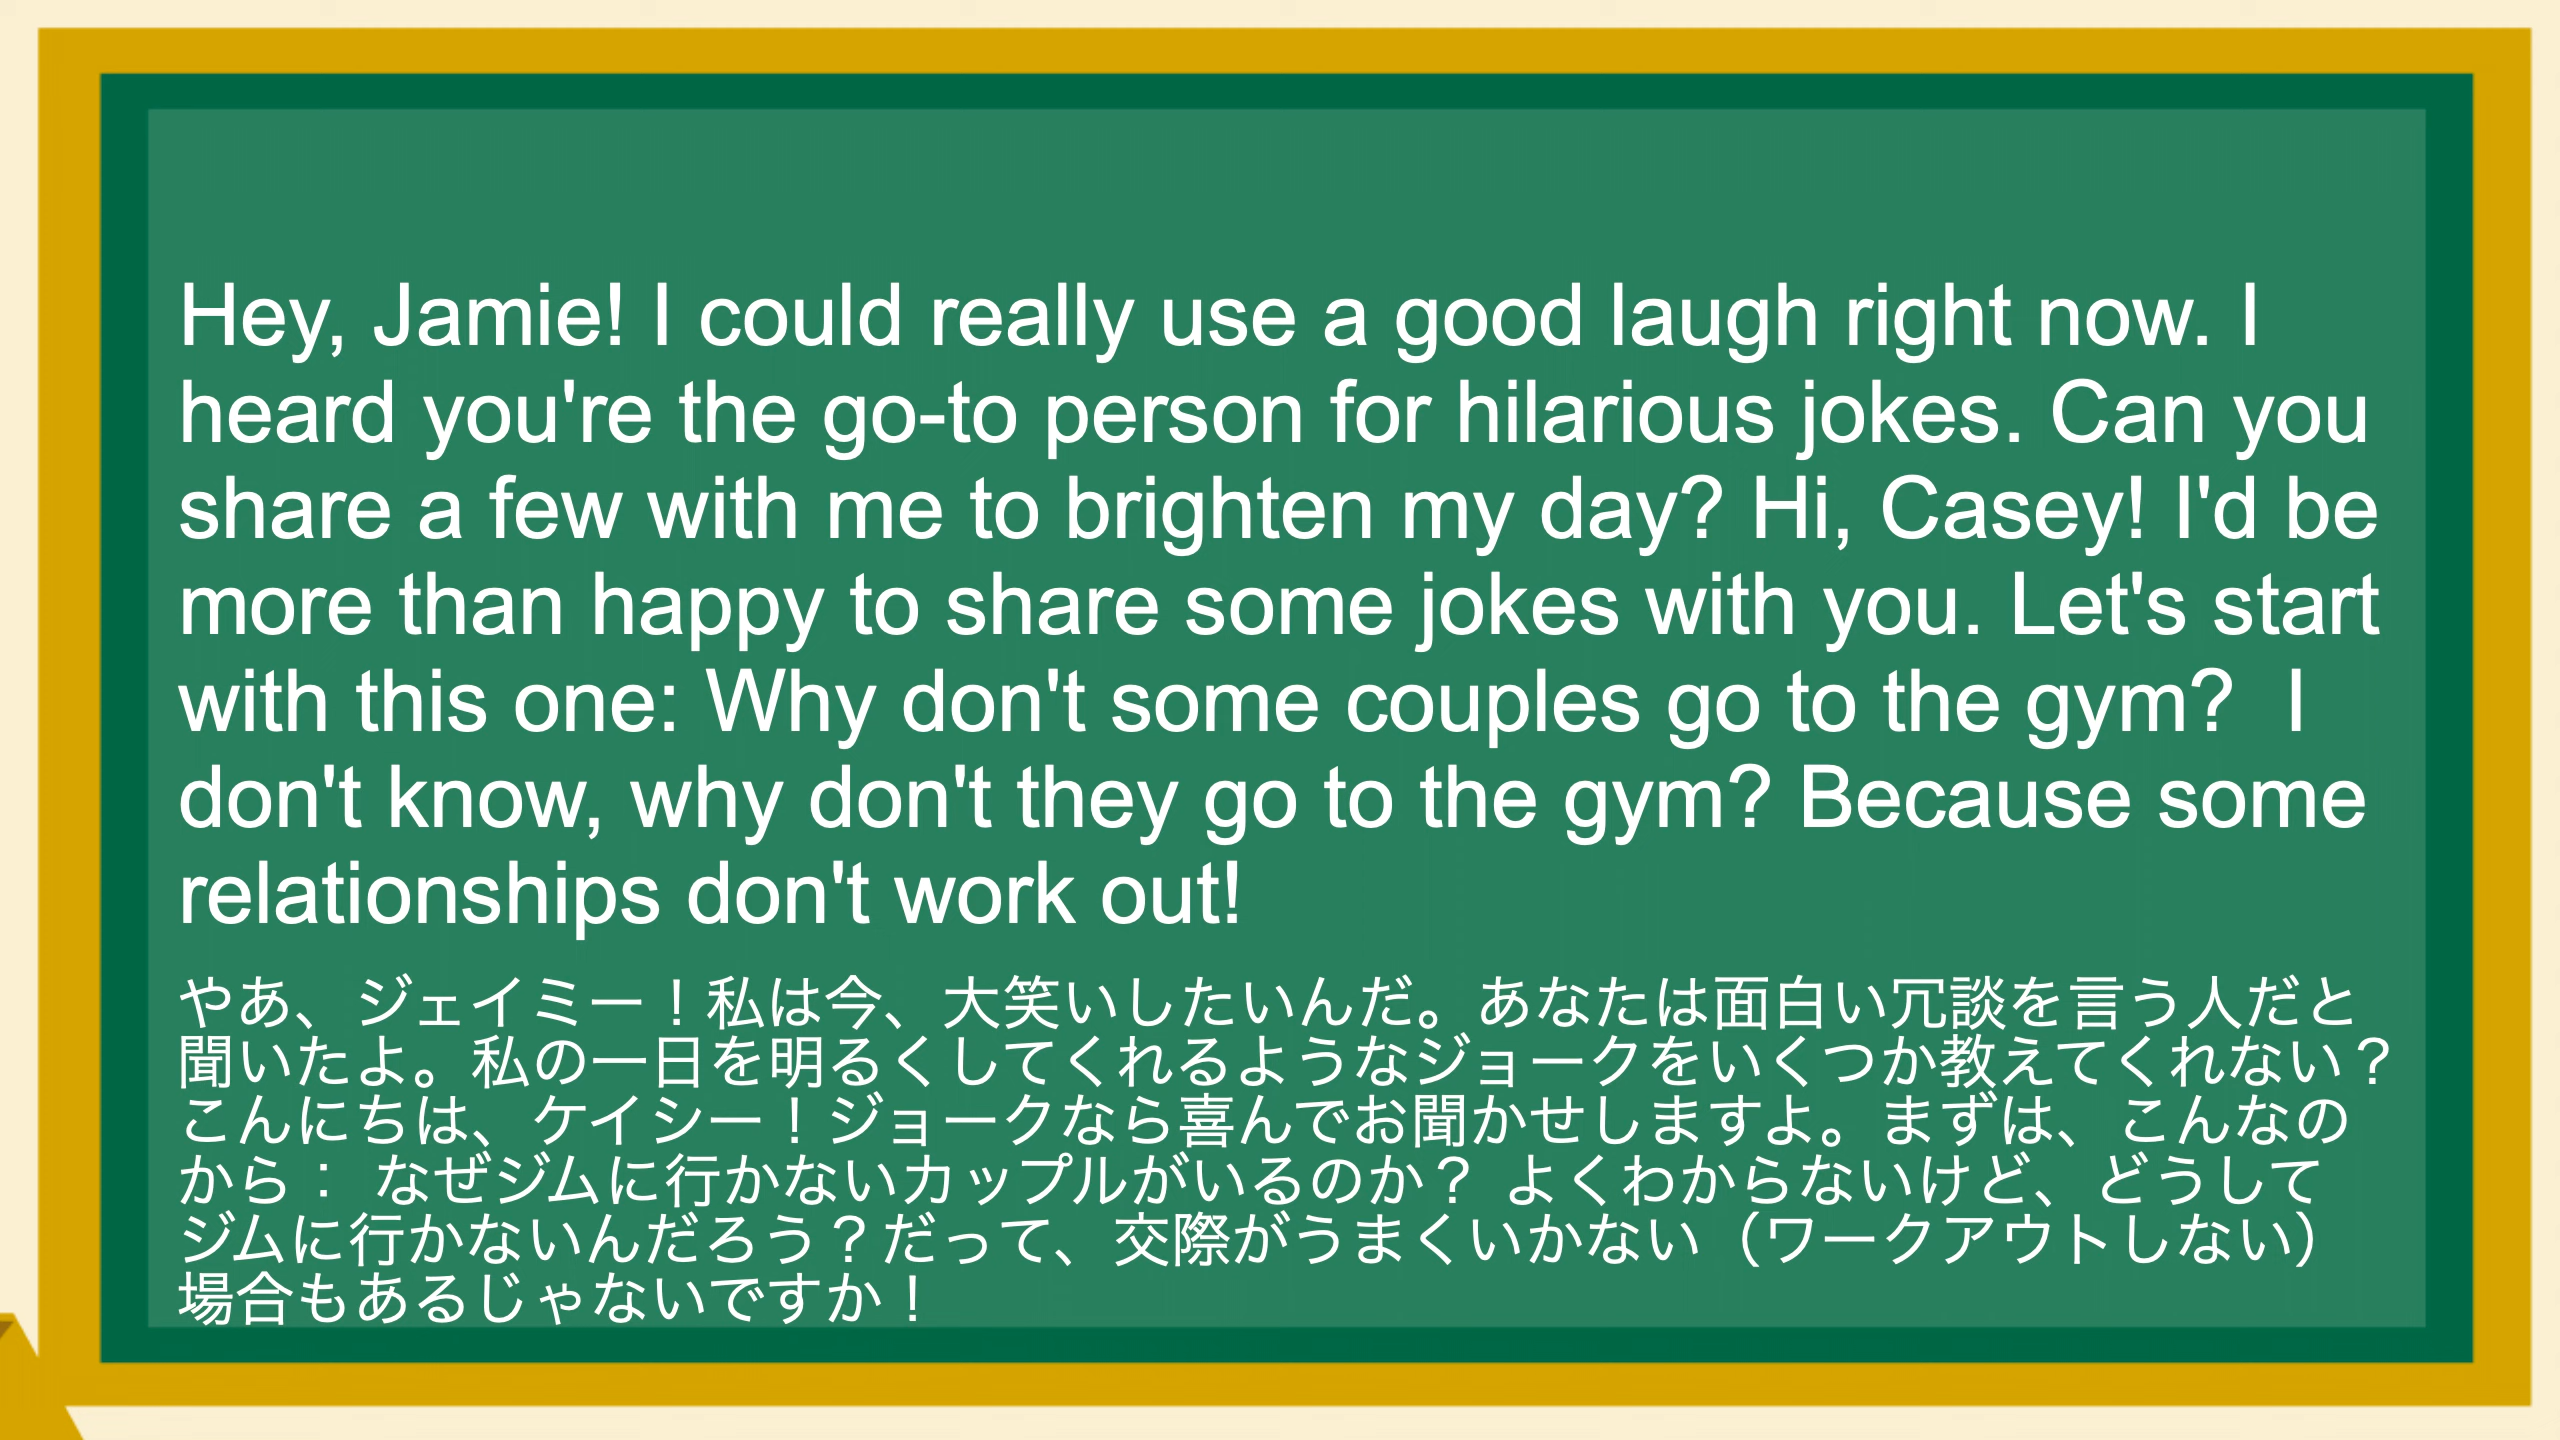 Hey, Jamie! I could really use a good laugh right now. I
heard you're the go-to person for hilarious jokes. Can you
share a few with me to brighten my day? Hi, Casey! I'd be
more than happy to share some jokes with you. Let's start
with this one: Why don't some couples go to the gym?  I
don't know, why don't they go to the gym? Because some
relationships don't work out!
やあ、ジェイミー！私は今、大笑いしたいんだ。あなたは面白い冗談を言う人だと
聞いたよ。私の一日を明るくしてくれるようなジョークをいくつか教えてくれない？
こんにちは、ケイシー！ジョークなら喜んでお聞かせしますよ。まずは、こんなの
から： なぜジムに行かないカップルがいるのか？ よくわからないけど、どうして
ジムに行かないんだろう？だって、交際がうまくいかない（ワークアウトしない）
場合もあるじゃないですか！